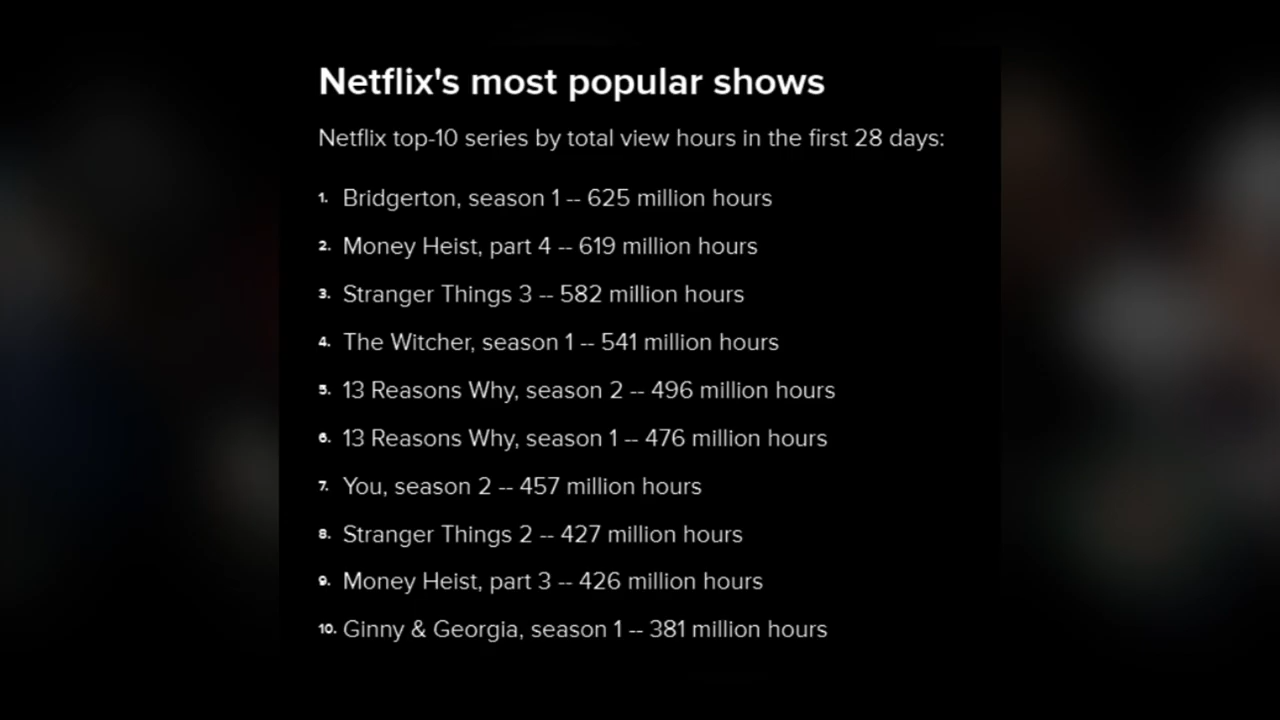 Netflix's most popular shows
Netflix top-10 series by total view hours in the first 28 days:
1. Bridgerton, season 1 -- 625 million hours
2. Money Heist, part 4 -- 619 million hours
3. Stranger Things 3 -- 582 million hours
4. The Witcher, season 1 -- 541 million hours
5. 13 Reasons Why, season 2 -- 496 million hours
6. 13 Reasons Why, season 1 -- 476 million hours
7. You, season 2 -- 457 million hours
8. Stranger Things 2 -- 427 million hours
9. Money Heist, part 3 -- 426 million hours
10. Ginny & Georgia, season 1 -- 381 million hours